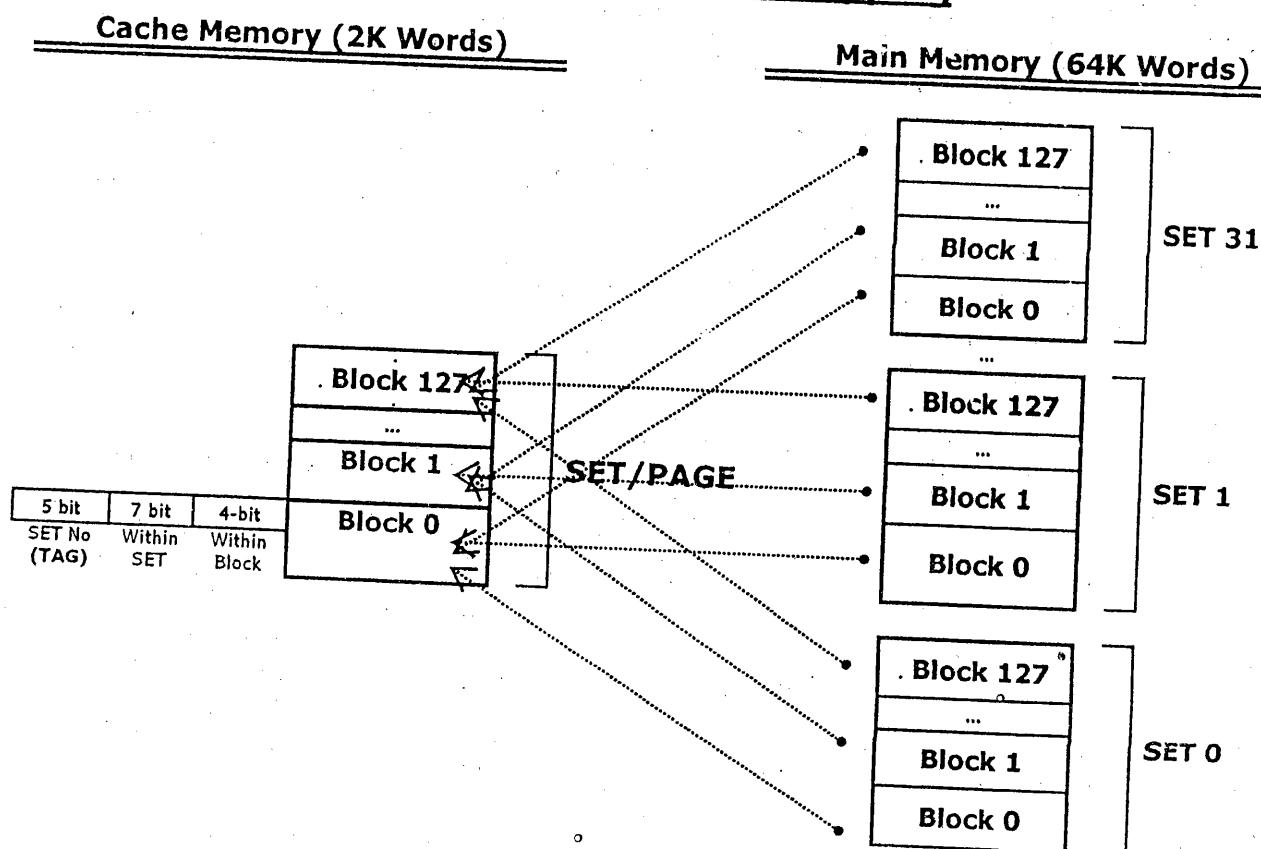 Cache Memory (2K Words)
Main Memory (64K Words)
Block 127
...
Block 1
Block 0
SET/PAGE
5 bit
7 bit
4-bit
SET No
(TAG)
Within
SET
Within
Block
Block 127
...
Block 1
Block 0
SET 31
...
Block 127
...
Block 1
Block 0
SET 1
Block 127
...
Block 1
Block 0
SET 0